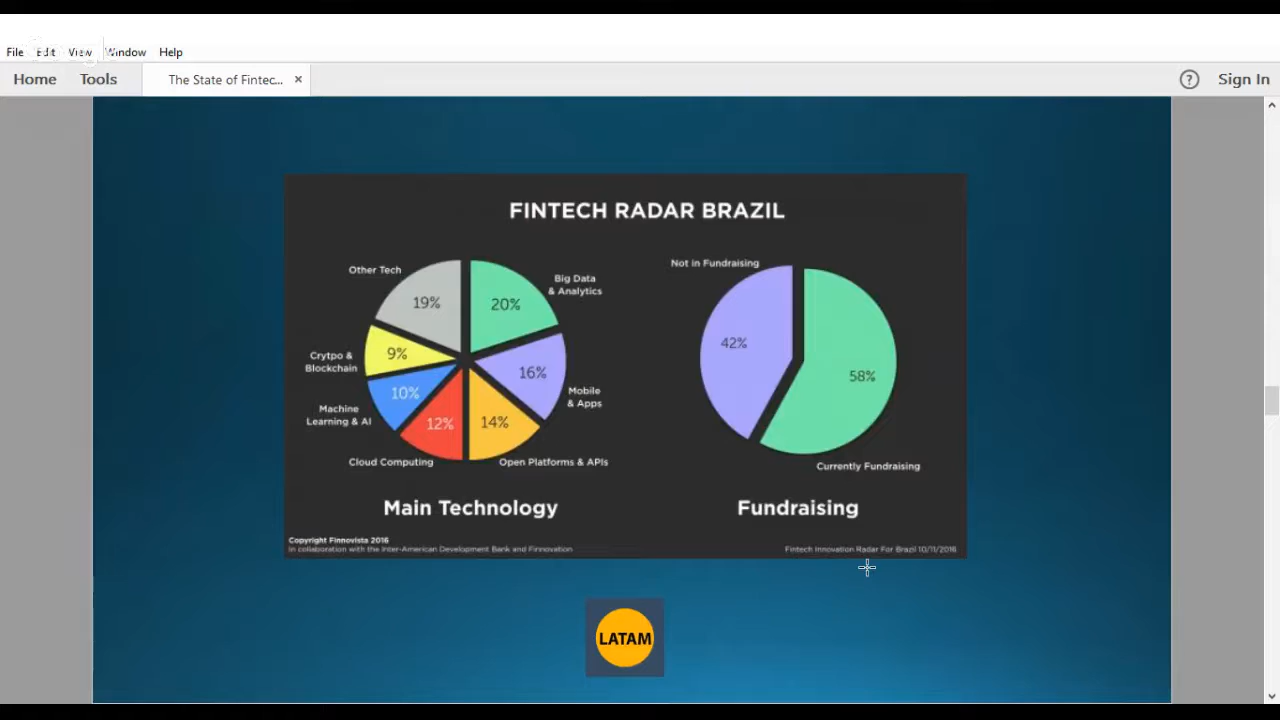 File Edit View Window Help
Home Tools The State of Fintec... ×
? Sign In
FINTECH RADAR BRAZIL
Other Tech
19%
Big Data
& Analytics
20%
Crytpo &
Blockchain
9%
16%
Mobile
& Apps
Machine
Learning & AI
10%
12%
14%
Cloud Computing
Open Platforms & APIs
Main Technology
Not in Fundraising
42%
58%
Currently Fundraising
Fundraising
Copyright Finnovista 2016
In collaboration with the Inter-American Development Bank and Finnovation
Fintech Innovation Radar For Brazil 10/11/2016
LATAM